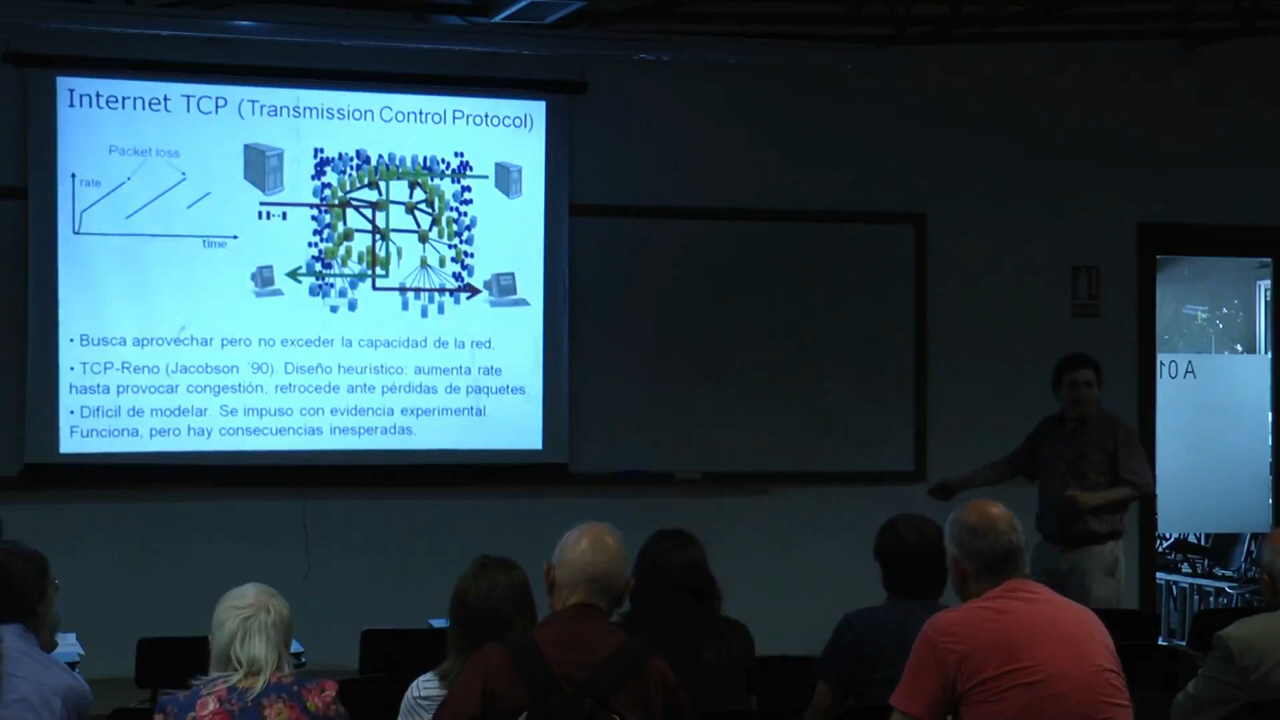 Internet TCP (Transmission Control Protocol)
Packet loss
rate
time
• Busca aprovechar pero no exceder la capacidad de la red.
• TCP-Reno (Jacobson ´90). Diseño heurístico: aumenta rate
hasta provocar congestión, retrocede ante pérdidas de paquetes.
• Difícil de modelar. Se impuso con evidencia experimental.
Funciona, pero hay consecuencias inesperadas.
A01